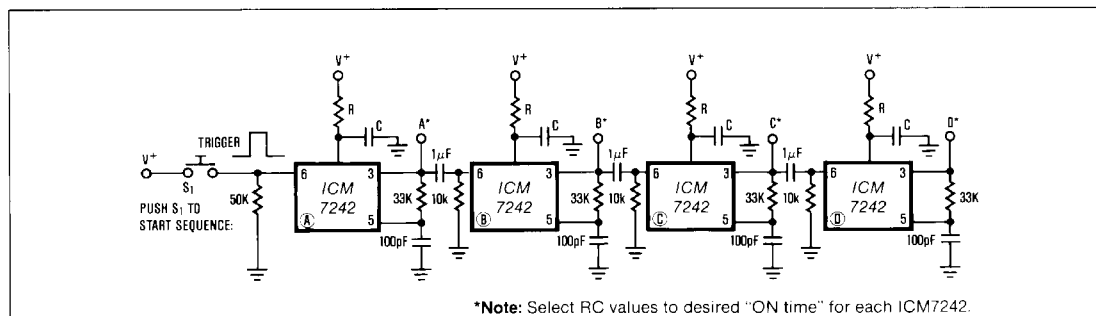 V+ V+ V+ V+
R R R R
A* B* C* D*
C C C C
TRIGGER
1µF 1µF 1µF
V+
S1
6 3 6 3 6 3 6 3
50K
ICM
7242
33K
10k
ICM
7242
33K
10k
ICM
7242
33K
10k
ICM
7242
33K
PUSH S1 TO
START SEQUENCE:
A 5 B 5 C 5 D 5
100pF 100pF 100pF 100pF
*Note: Select RC values to desired "ON time" for each ICM7242.